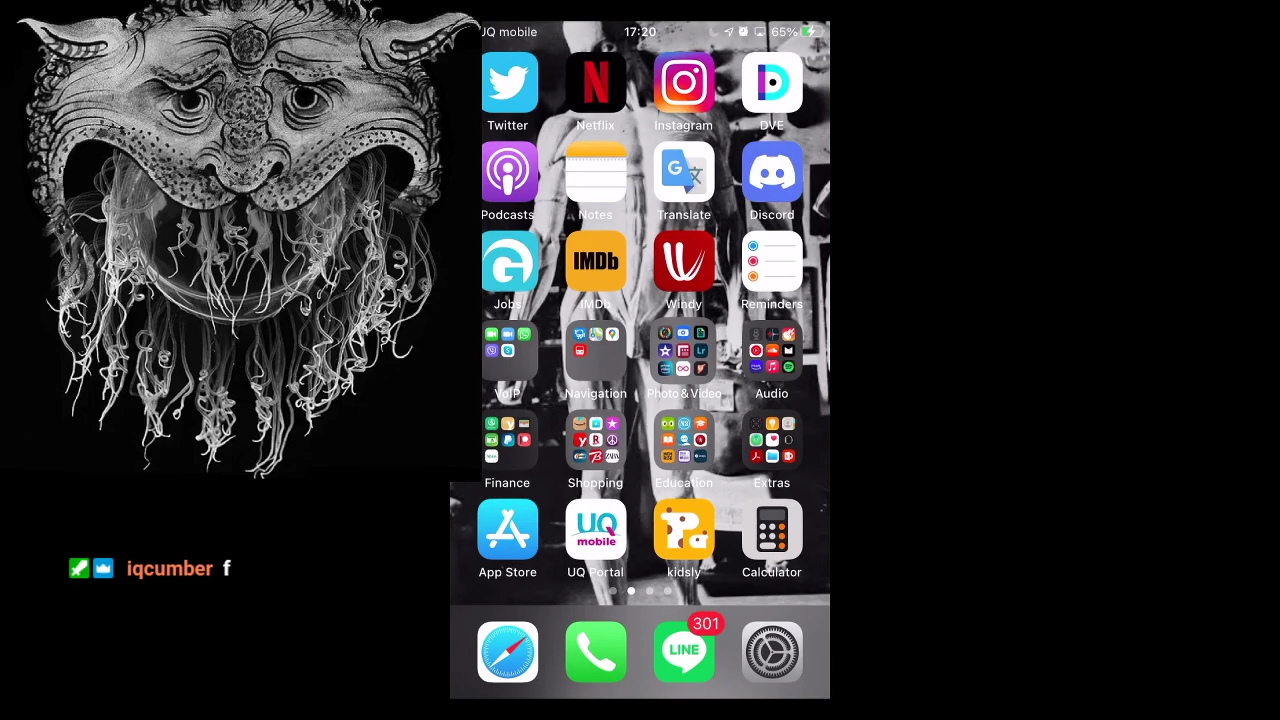 UQ mobile 17:20 65%
Twitter Netflix Instagram DVE
Podcasts Notes Translate Discord
IMDb
Jobs IMDb Windy Reminders
VoIP Navigation Photo & Video Audio
Finance Shopping Education Extras
UQ
mobile
App Store UQ Portal kidsly Calculator
iqcumber f
301
LINE